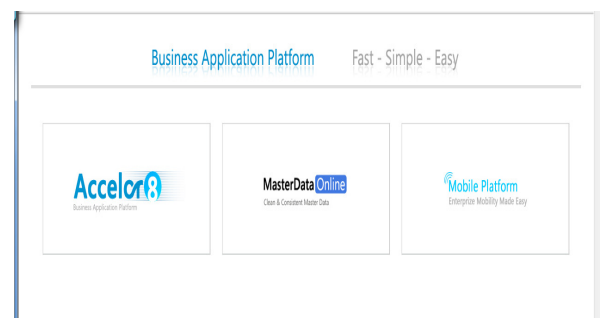 Business Application Platform Fast - Simple - Easy
Accelor8
Business Application Platform
MasterData Online
Clean & Consistent Master Data
Mobile Platform
Enterprize Mobility Made Easy